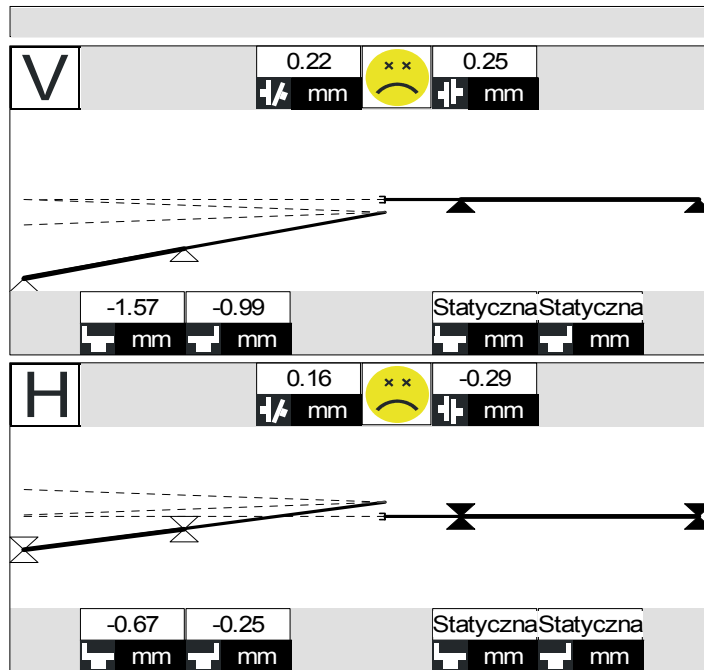 V
0.22 0.25
mm mm
-1.57 -0.99 Statyczna Statyczna
mm mm mm mm
H
0.16 -0.29
mm mm
-0.67 -0.25 Statyczna Statyczna
mm mm mm mm